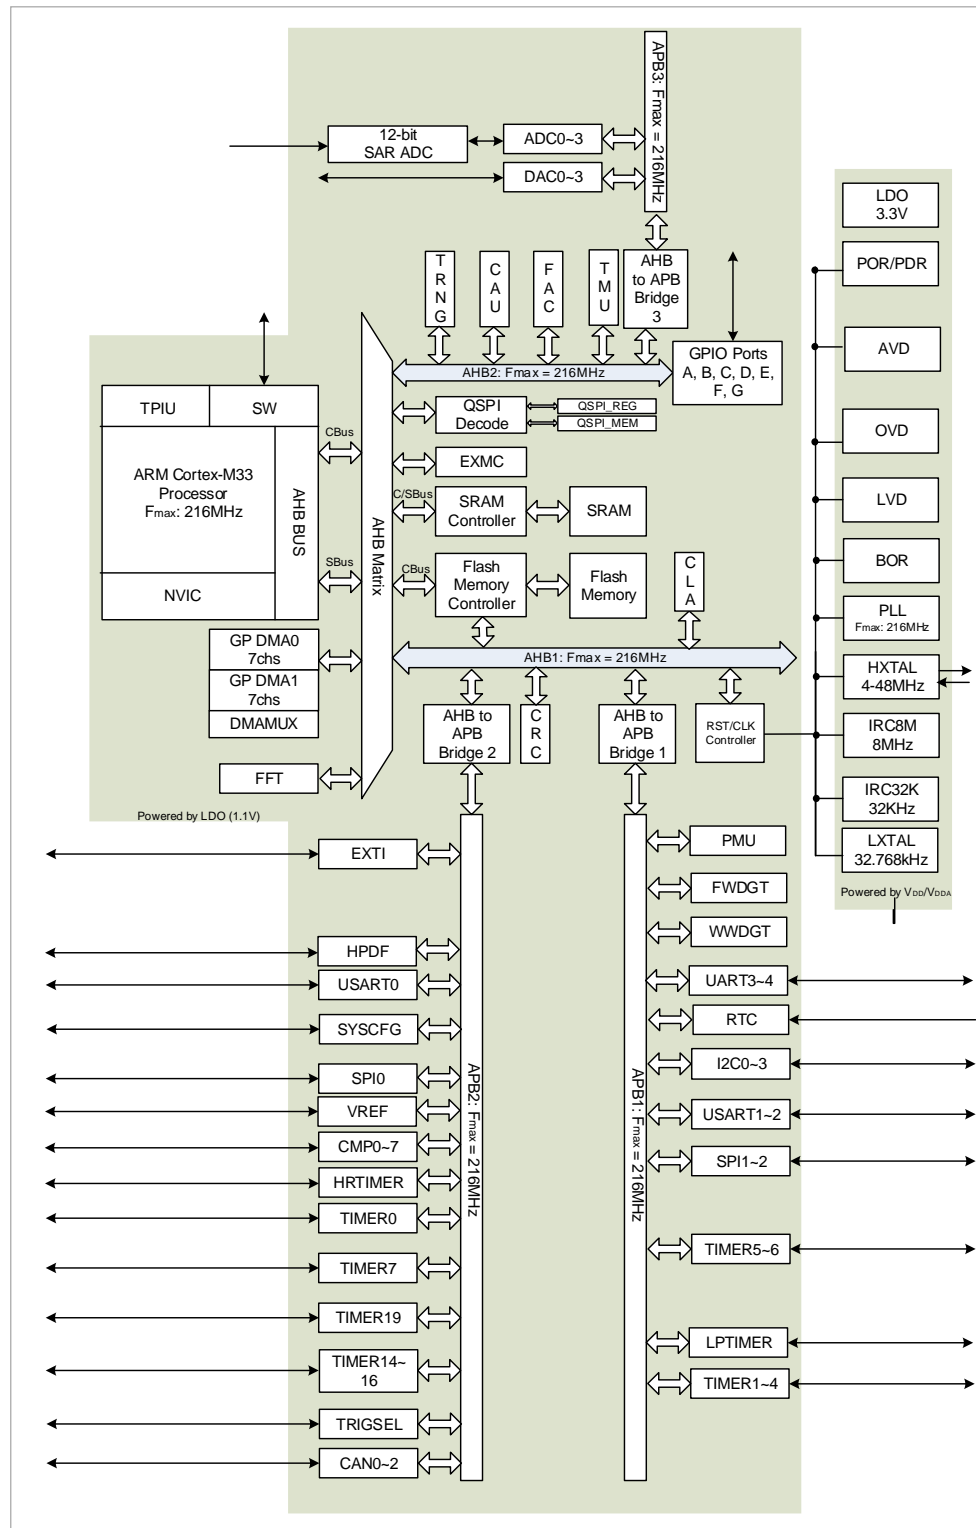 APB3: Fmax = 216MHz
12-bit
SAR ADC
ADC0~3
DAC0~3
LDO
3.3V
POR/PDR
AVD
OVD
LVD
BOR
PLL
Fmax: 216MHz
HXTAL
4-48MHz
IRC8M
8MHz
IRC32K
32KHz
LXTAL
32.768kHz
Powered by VDD/VDDA
TRNG
CAU
FAC
TMU
AHB
to APB
Bridge
3
GPIO Ports
A, B, C, D, E,
F, G
AHB2: Fmax = 216MHz
TPIU
SW
ARM Cortex-M33
Processor
Fmax: 216MHz
AHB BUS
NVIC
CBus
SBus
AHB Matrix
QSPI
Decode
QSPI_REG
QSPI_MEM
EXMC
C/SBus
SRAM
Controller
SRAM
CBus
Flash
Memory
Controller
Flash
Memory
CLA
GP DMA0
7chs
GP DMA1
7chs
DMAMUX
FFT
Powered by LDO (1.1V)
AHB1: Fmax = 216MHz
AHB to
APB
Bridge 2
CRC
AHB to
APB
Bridge 1
RST/CLK
Controller
EXTI
HPDF
USART0
SYSCFG
SPI0
VREF
CMP0~7
HRTIMER
TIMER0
TIMER7
TIMER19
TIMER14~
16
TRIGSEL
CAN0~2
APB2: Fmax = 216MHz
APB1: Fmax = 216MHz
PMU
FWDGT
WWDGT
UART3~4
RTC
I2C0~3
USART1~2
SPI1~2
TIMER5~6
LPTIMER
TIMER1~4